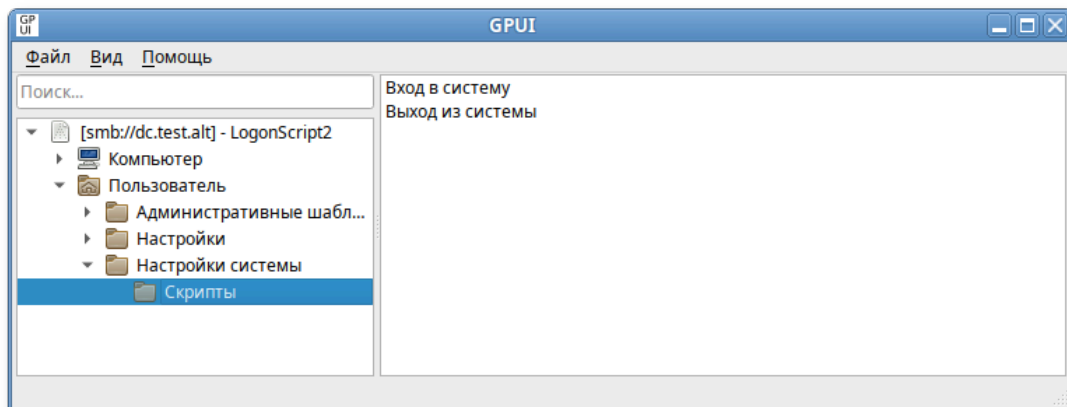 GP
UI
GPUI
Файл Вид Помощь
Поиск...
[smb://dc.test.alt] - LogonScript2
Компьютер
Пользователь
Административные шабл...
Настройки
Настройки системы
Скрипты
Вход в систему
Выход из системы